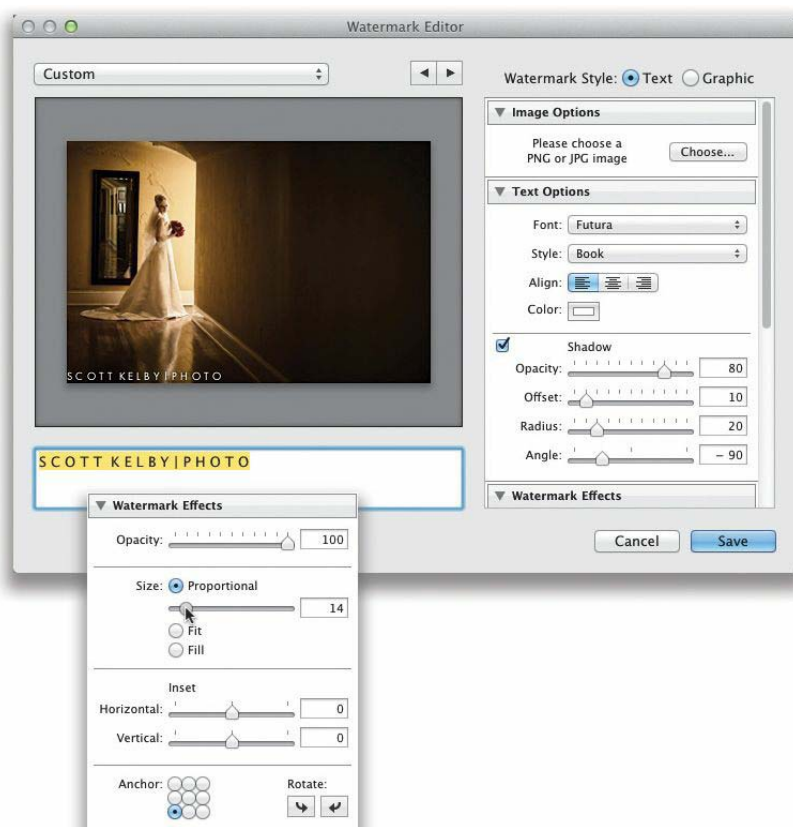 Watermark Editor
Custom
Watermark Style: Text Graphic
Image Options
Please choose a
PNG or JPG image
Choose...
Text Options
Font: Futura
Style: Book
Align:
Color:
Shadow
Opacity: 80
Offset: 10
Radius: 20
Angle: – 90
Watermark Effects
SCOTT KELBY|PHOTO
SCOTT KELBY|PHOTO
Cancel Save
Watermark Effects
Opacity: 100
Size: Proportional
14
Fit
Fill
Inset
Horizontal: 0
Vertical: 0
Anchor: Rotate: